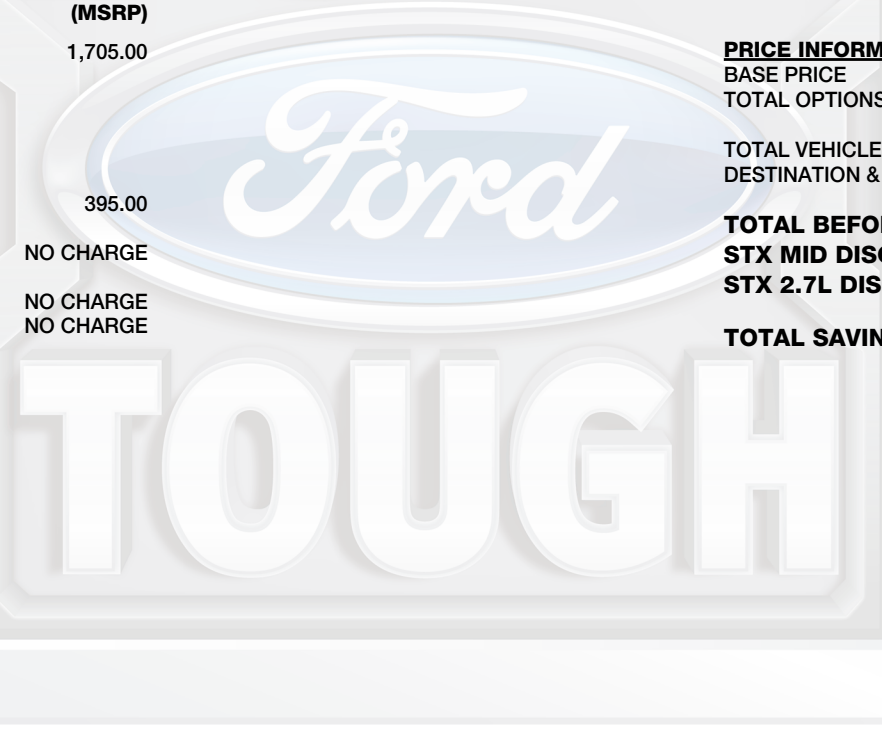 (MSRP)
1,705.00
395.00
NO CHARGE
NO CHARGE
NO CHARGE
PRICE INFORM
BASE PRICE
TOTAL OPTIONS
TOTAL VEHICLE
DESTINATION &
TOTAL BEFO
STX MID DISC
STX 2.7L DIS
TOTAL SAVIN
Ford
TOUGH